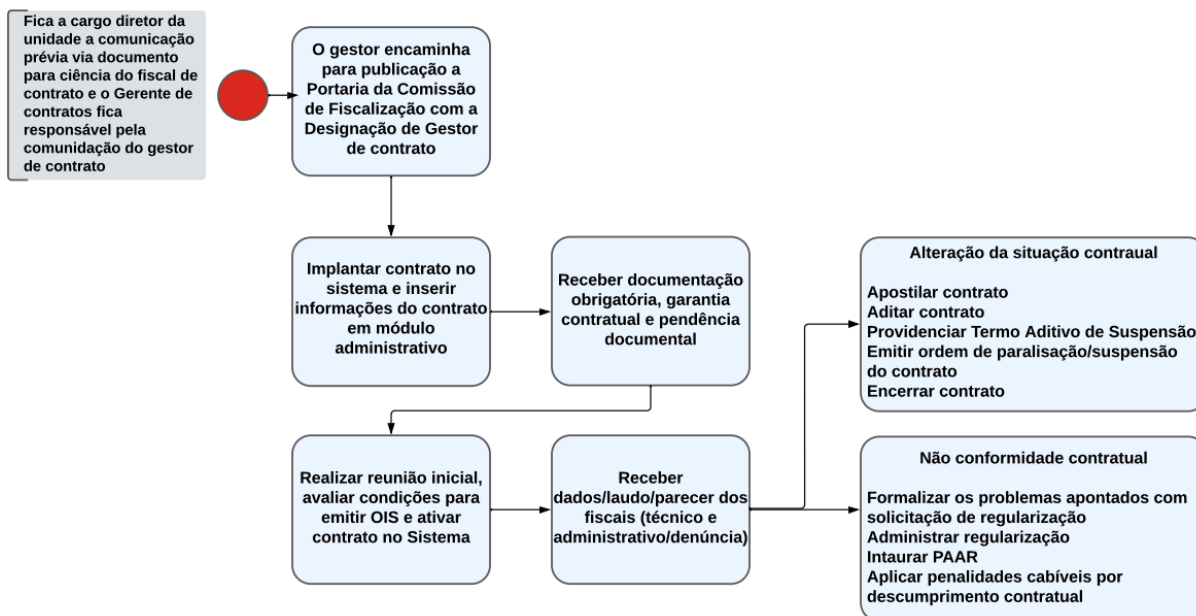 Fica a cargo diretor da
unidade a comunicação
prévia via documento
para ciência do fiscal de
contrato e o Gerente de
contratos fica
responsável pela
comunidação do gestor
de contrato
O gestor encaminha
para publicação a
Portaria da Comissão
de Fiscalização com a
Designação de Gestor
de contrato
Implantar contrato no
sistema e inserir
informações do contrato
em módulo
administrativo
Receber documentação
obrigatória, garantia
contratual e pendência
documental
Realizar reunião inicial,
avaliar condições para
emitir OIS e ativar
contrato no Sistema
Receber
dados/laudo/parecer dos
fiscais (técnico e
administrativo/denúncia)
Alteração da situação contraual
Apostilar contrato
Aditar contrato
Providenciar Termo Aditivo de Suspensão
Emitir ordem de paralisação/suspensão
do contrato
Encerrar contrato
Não conformidade contratual
Formalizar os problemas apontados com
solicitação de regularização
Administrar regularização
Intaurar PAAR
Aplicar penalidades cabíveis por
descumprimento contratual